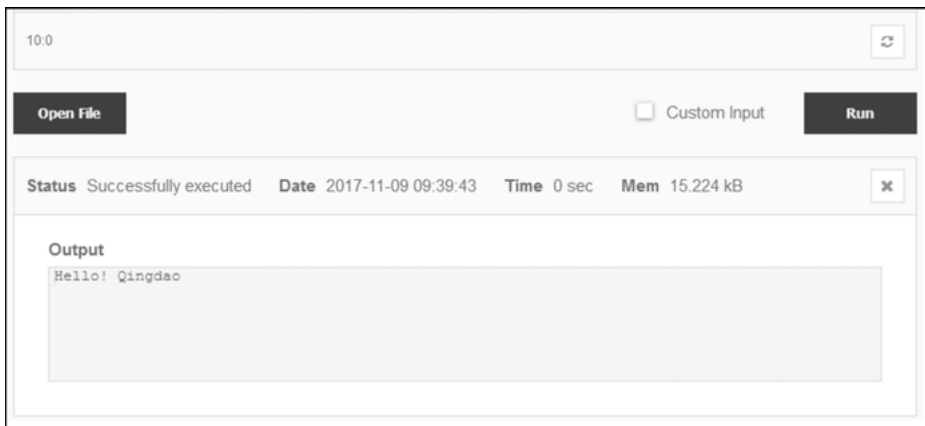 10:0
Open File Custom Input Run
Status Successfully executed Date 2017-11-09 09:39:43 Time 0 sec Mem 15.224 kB
Output
Hello! Qingdao